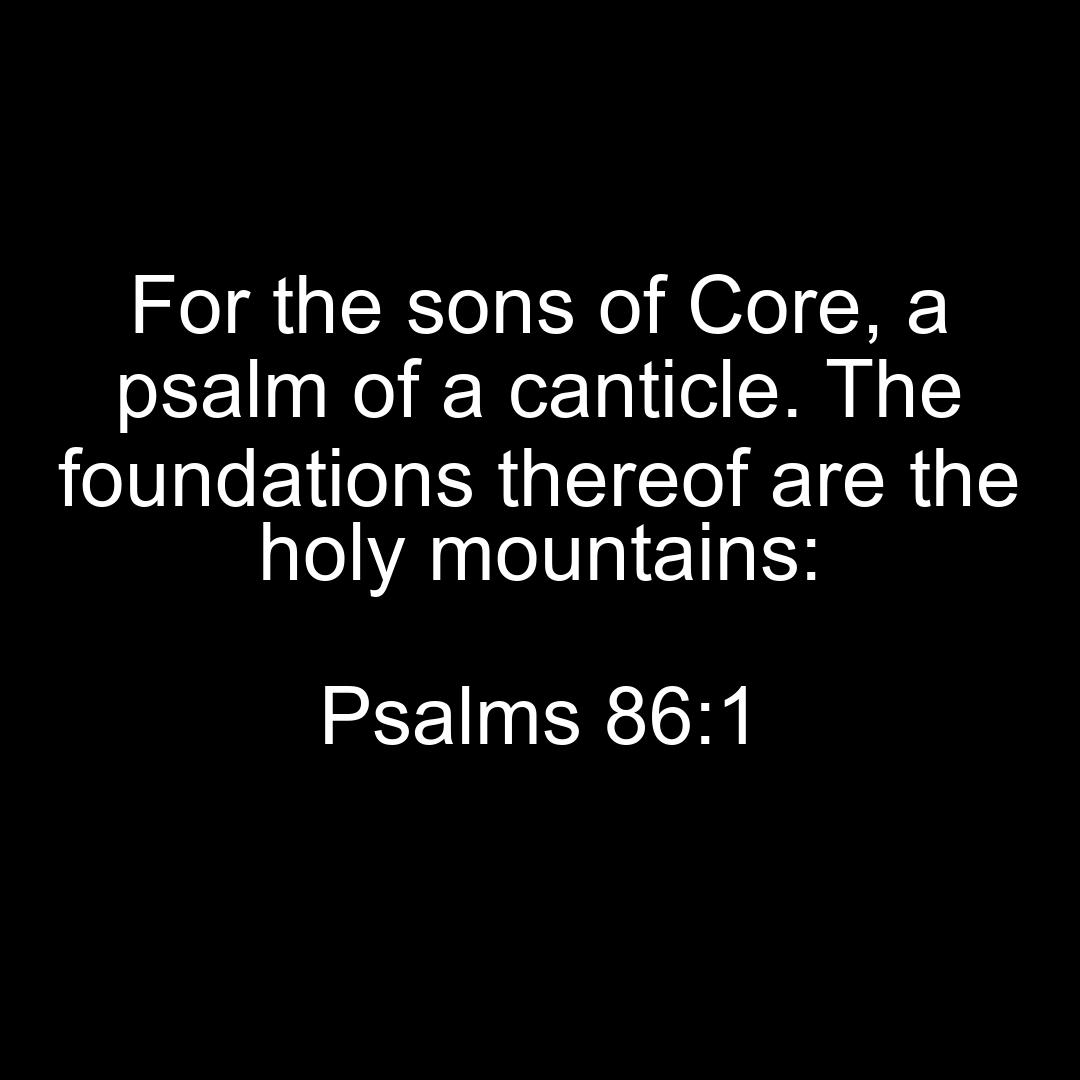 For the sons of Core, a
psalm of a canticle. The
foundations thereof are the
holy mountains:
Psalms 86:1